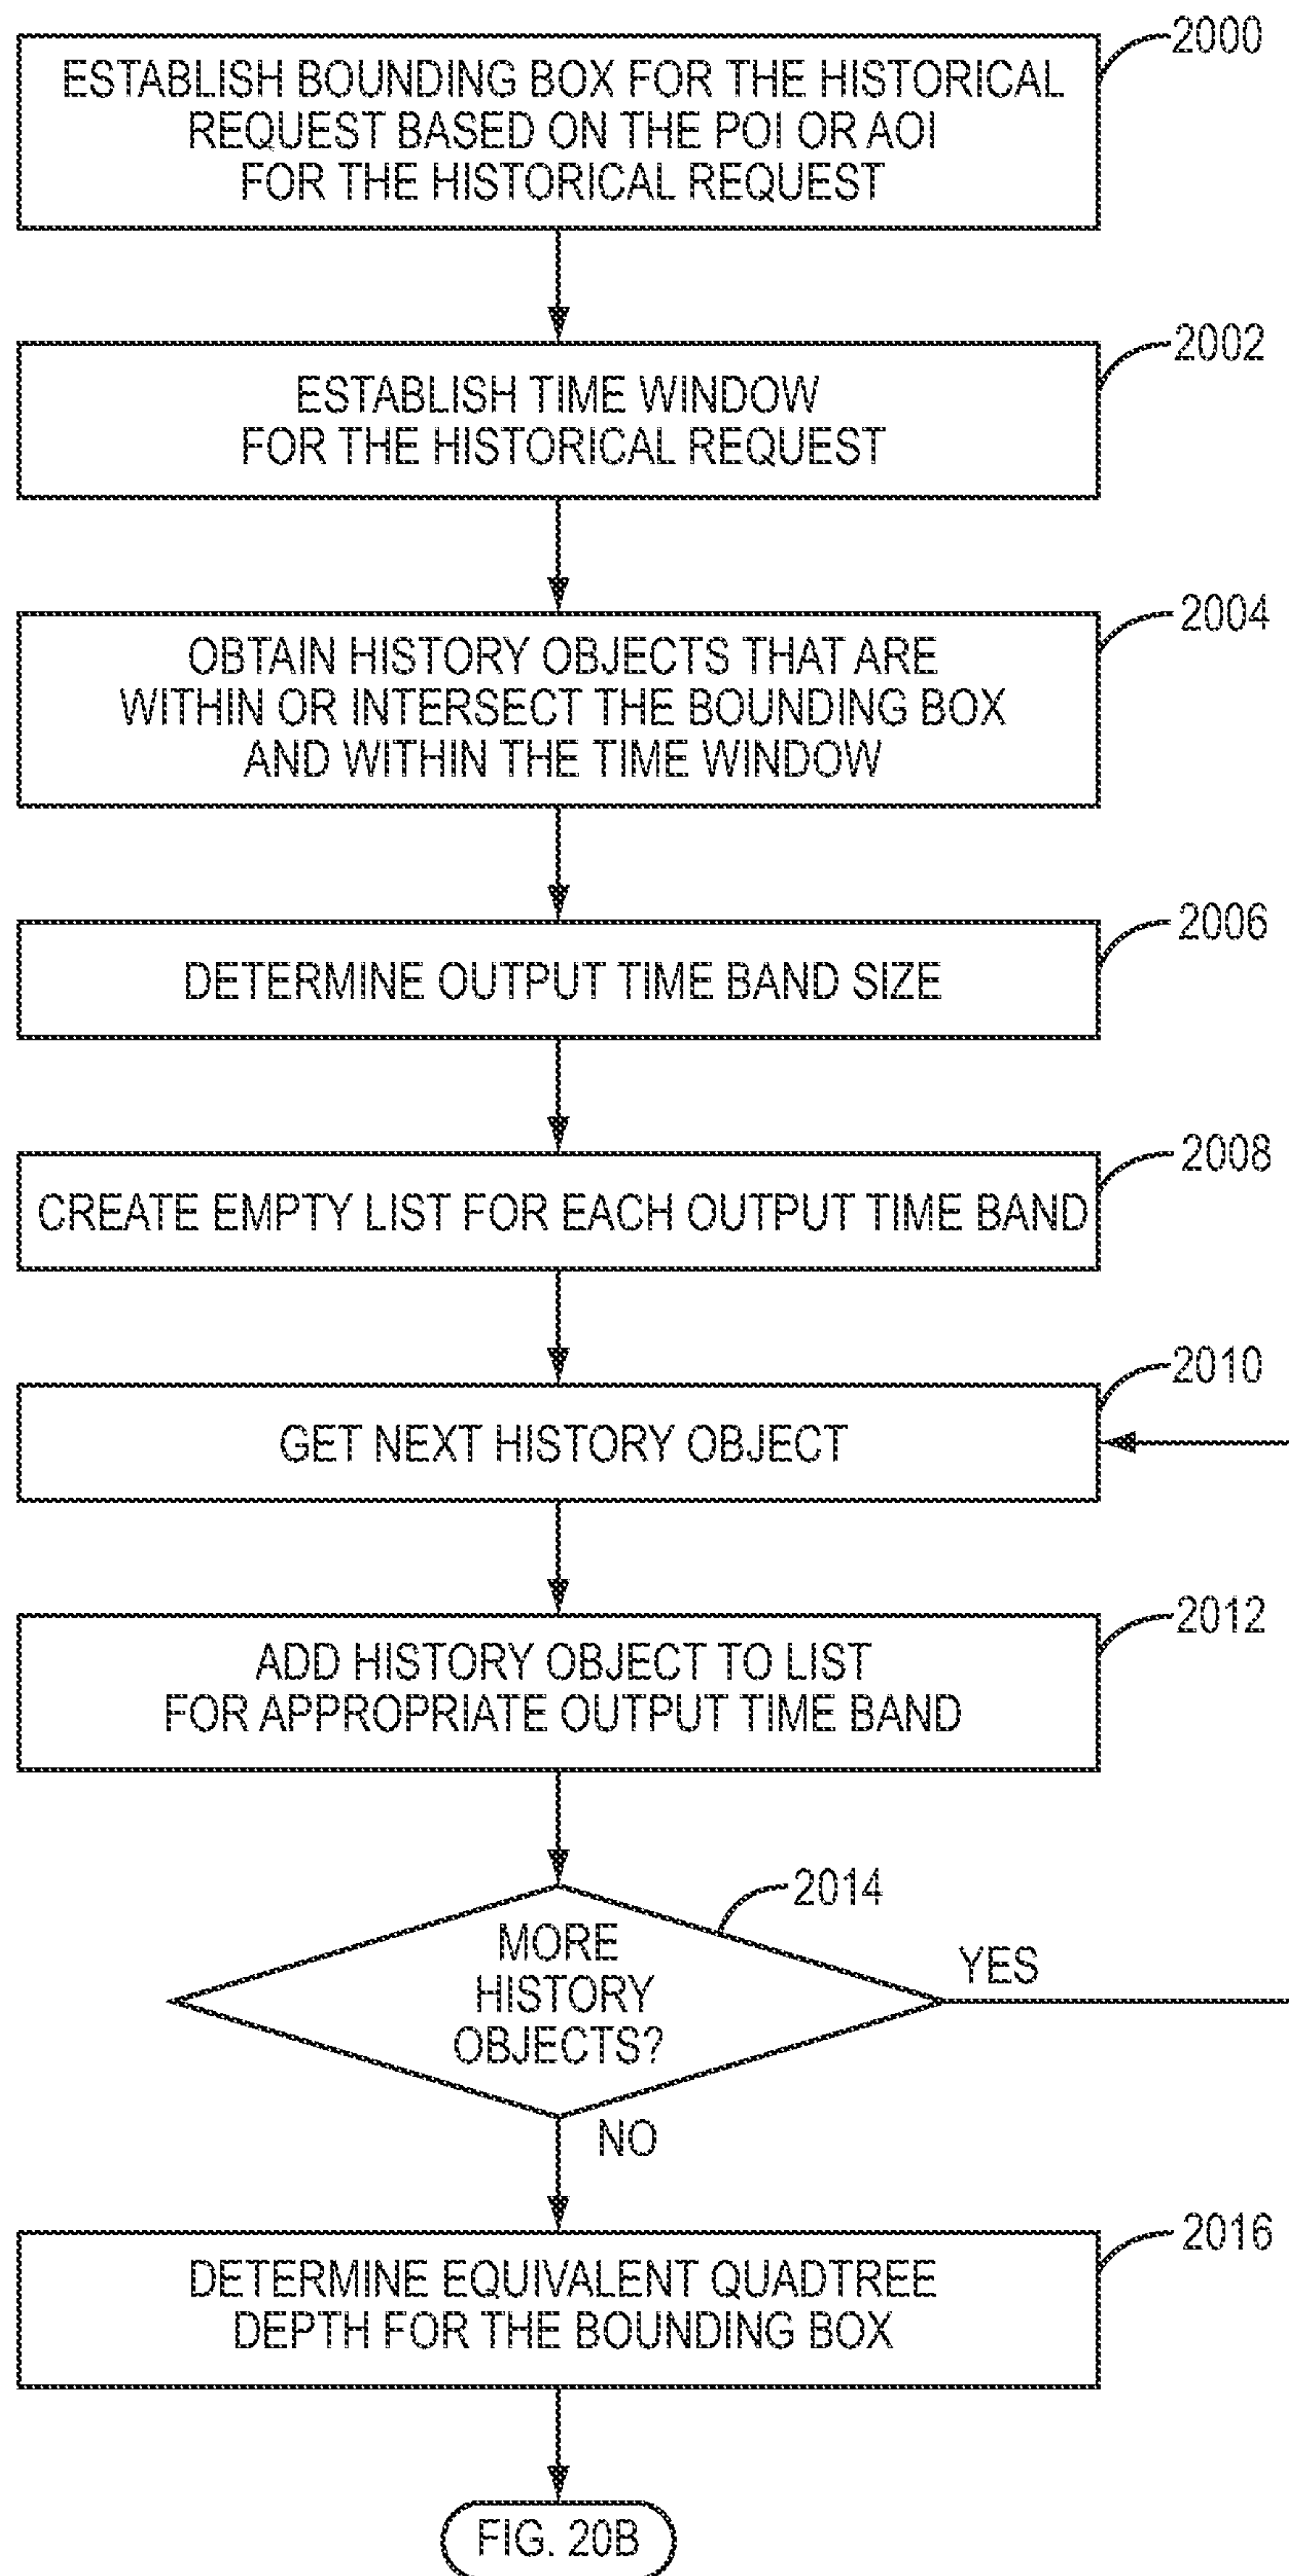 2000
ESTABLISH BOUNDING BOX FOR THE HISTORICAL
REQUEST BASED ON THE POI OR AOI
FOR THE HISTORICAL REQUEST
2002
ESTABLISH TIME WINDOW
FOR THE HISTORICAL REQUEST
2004
OBTAIN HISTORY OBJECTS THAT ARE
WITHIN OR INTERSECT THE BOUNDING BOX
AND WITHIN THE TIME WINDOW
2006
DETERMINE OUTPUT TIME BAND SIZE
2008
CREATE EMPTY LIST FOR EACH OUTPUT TIME BAND
2010
GET NEXT HISTORY OBJECT
2012
ADD HISTORY OBJECT TO LIST
FOR APPROPRIATE OUTPUT TIME BAND
2014
MORE
HISTORY
OBJECTS?
YES
NO
2016
DETERMINE EQUIVALENT QUADTREE
DEPTH FOR THE BOUNDING BOX
FIG. 20B